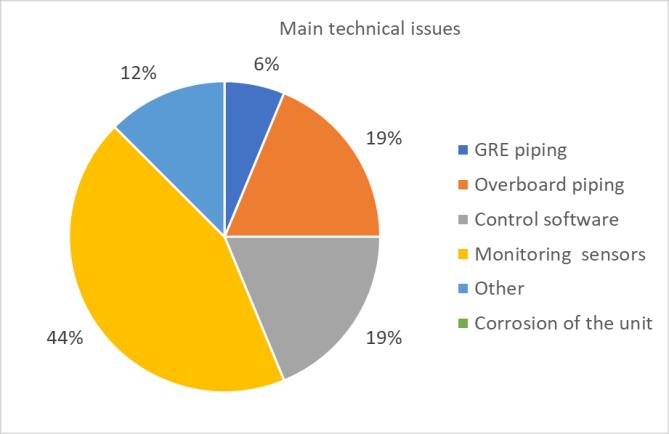 Main technical issues
6%
12%
19%
GRE piping
Overboard piping
Control software
Monitoring  sensors
Other
44%
19%
Corrosion of the unit